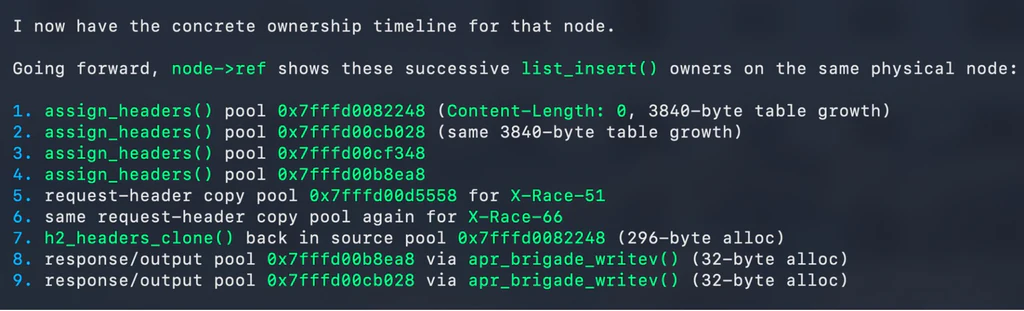 I now have the concrete ownership timeline for that node.
Going forward, node->ref shows these successive list_insert() owners on the same physical node:
1. assign_headers() pool 0x7fffd0082248 (Content-Length: 0, 3840-byte table growth)
2. assign_headers() pool 0x7fffd00cb028 (same 3840-byte table growth)
3. assign_headers() pool 0x7fffd00cf348
4. assign_headers() pool 0x7fffd00b8ea8
5. request-header copy pool 0x7fffd00d5558 for X-Race-51
6. same request-header copy pool again for X-Race-66
7. h2_headers_clone() back in source pool 0x7fffd0082248 (296-byte alloc)
8. response/output pool 0x7fffd00b8ea8 via apr_brigade_writev() (32-byte alloc)
9. response/output pool 0x7fffd00cb028 via apr_brigade_writev() (32-byte alloc)